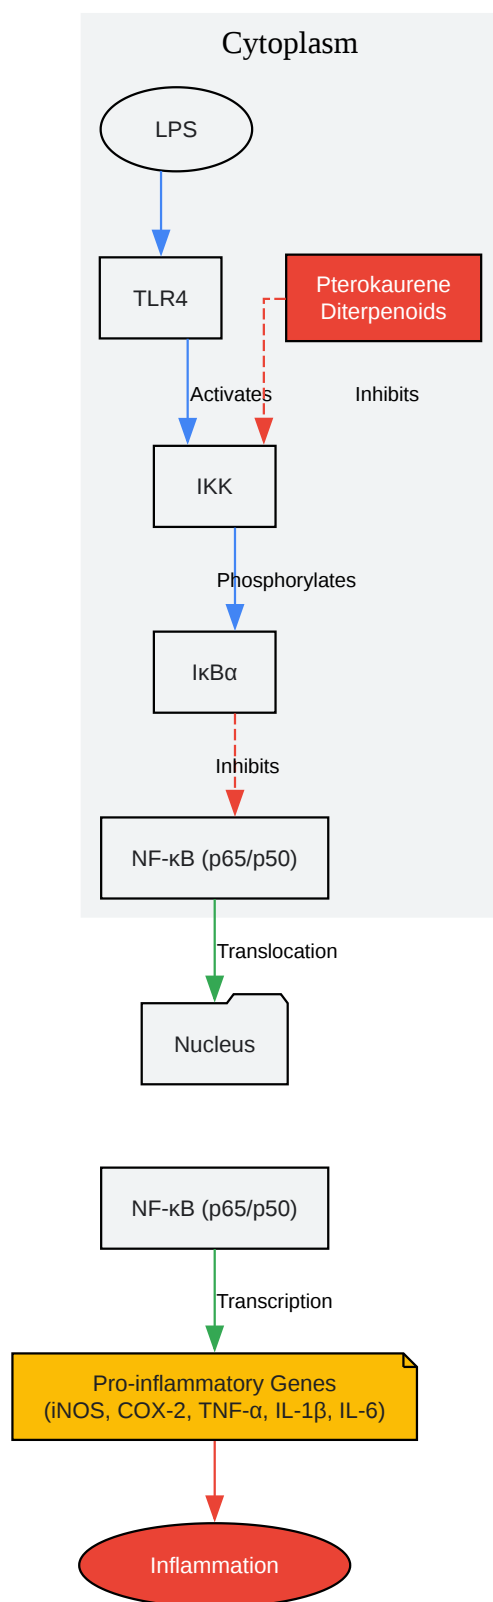 Cytoplasm
LPS
TLR4
Pterokaurene
Diterpenoids
Activates
Inhibits
IKK
Phosphorylates
IκBα
Inhibits
NF-κB (p65/p50)
Translocation
Nucleus
NF-κB (p65/p50)
Transcription
Pro-inflammatory Genes
(iNOS, COX-2, TNF-α, IL-1β, IL-6)
Inflammation